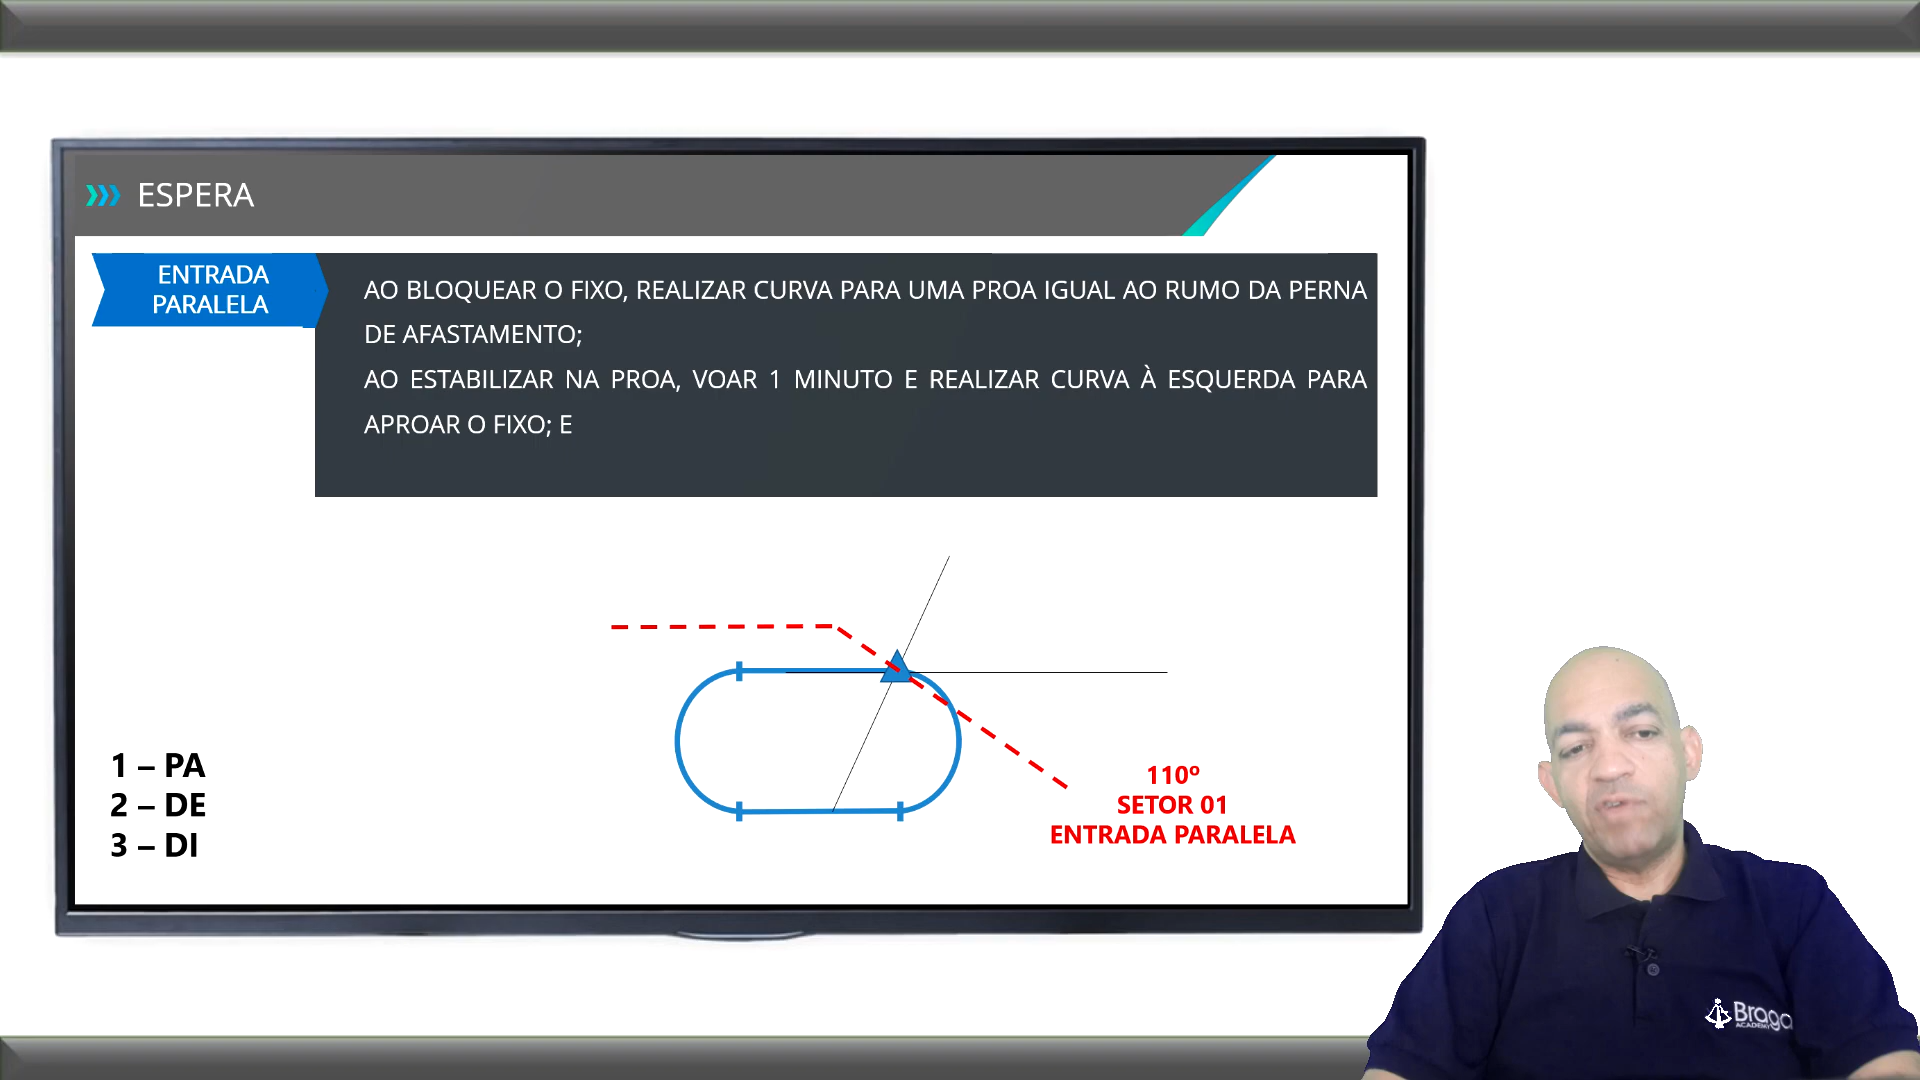 ESPERA
ENTRADA
PARALELA
AO BLOQUEAR O FIXO, REALIZAR CURVA PARA UMA PROA IGUAL AO RUMO DA PERNA
DE AFASTAMENTO;
AO ESTABILIZAR NA PROA, VOAR 1 MINUTO E REALIZAR CURVA À ESQUERDA PARA
APROAR O FIXO; E
1 – PA
2 – DE
3 – DI
110º
SETOR 01
ENTRADA PARALELA
Braga
ACADEMY